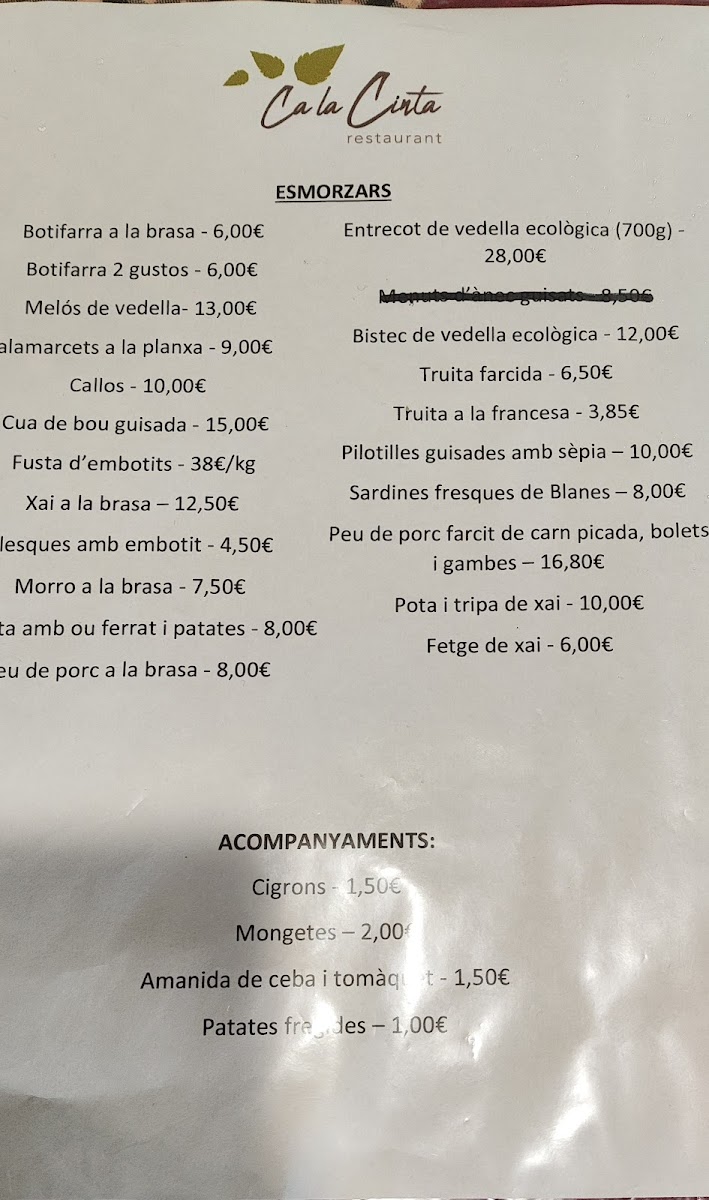 Ca la Cinta
restaurant
ESMORZARS
Botifarra a la brasa - 6,00€
Botifarra 2 gustos - 6,00€
Melós de vedella- 13,00€
alamarcets a la planxa - 9,00€
Callos - 10,00€
Cua de bou guisada - 15,00€
Fusta d'embotits - 38€/kg
Xai a la brasa – 12,50€
lesques amb embotit - 4,50€
Morro a la brasa - 7,50€
ta amb ou ferrat i patates - 8,00€
eu de porc a la brasa - 8,00€
Entrecot de vedella ecològica (700g) -
28,00€
Menuts d'ànec guisats - 8,50€
Bistec de vedella ecològica - 12,00€
Truita farcida - 6,50€
Truita a la francesa - 3,85€
Pilotilles guisades amb sèpia – 10,00€
Sardines fresques de Blanes – 8,00€
Peu de porc farcit de carn picada, bolets
i gambes – 16,80€
Pota i tripa de xai - 10,00€
Fetge de xai - 6,00€
ACOMPANYAMENTS:
Cigrons - 1,50€
Mongetes – 2,00€
Amanida de ceba i tomàquet - 1,50€
Patates fregides – 1,00€